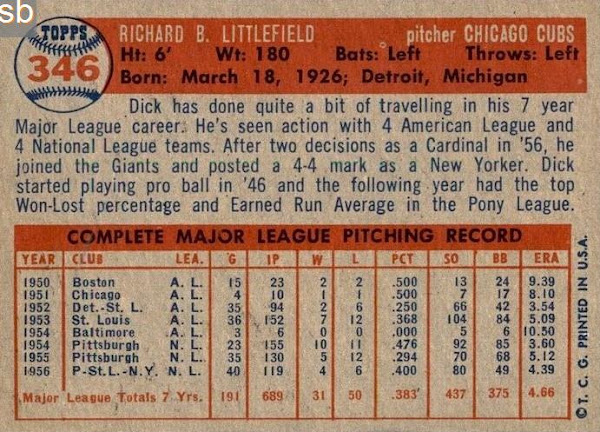 sb
TOPPS
346
RICHARD B. LITTLEFIELD pitcher CHICAGO CUBS
Ht: 6' Wt: 180 Bats: Left Throws: Left
Born: March 18, 1926; Detroit, Michigan
Dick has done quite a bit of travelling in his 7 year
Major League career. He's seen action with 4 American League and
4 National League teams. After two decisions as a Cardinal in '56, he
joined the Giants and posted a 4-4 mark as a New Yorker. Dick
started playing pro ball in '46 and the following year had the top
Won-Lost percentage and Earned Run Average in the Pony League.
COMPLETE MAJOR LEAGUE PITCHING RECORD
YEAR CLUB LEA. G IP W L PCT SO BB ERA
1950 Boston A. L. 15 23 2 2 .500 13 24 9.39
1951 Chicago A. L. 4 10 1 1 .500 7 17 8.10
1952 Det.-St. L. A. L. 35 94 2 6 .250 66 42 3.54
1953 St. Louis A. L. 36 152 7 12 .368 104 84 5.09
1954 Baltimore A. L. 3 6 0 0 .000 5 6 10.50
1954 Pittsburgh N. L. 23 155 10 11 .476 92 85 3.60
1955 Pittsburgh N. L. 35 130 5 12 .294 70 68 5.12
1956 P-St.L.-N.Y. N. L. 40 119 4 6 .400 80 49 4.39
Major League Totals 7 Yrs. 191 689 31 50 .383 437 375 4.66
©T. C. G. PRINTED IN U.S.A.